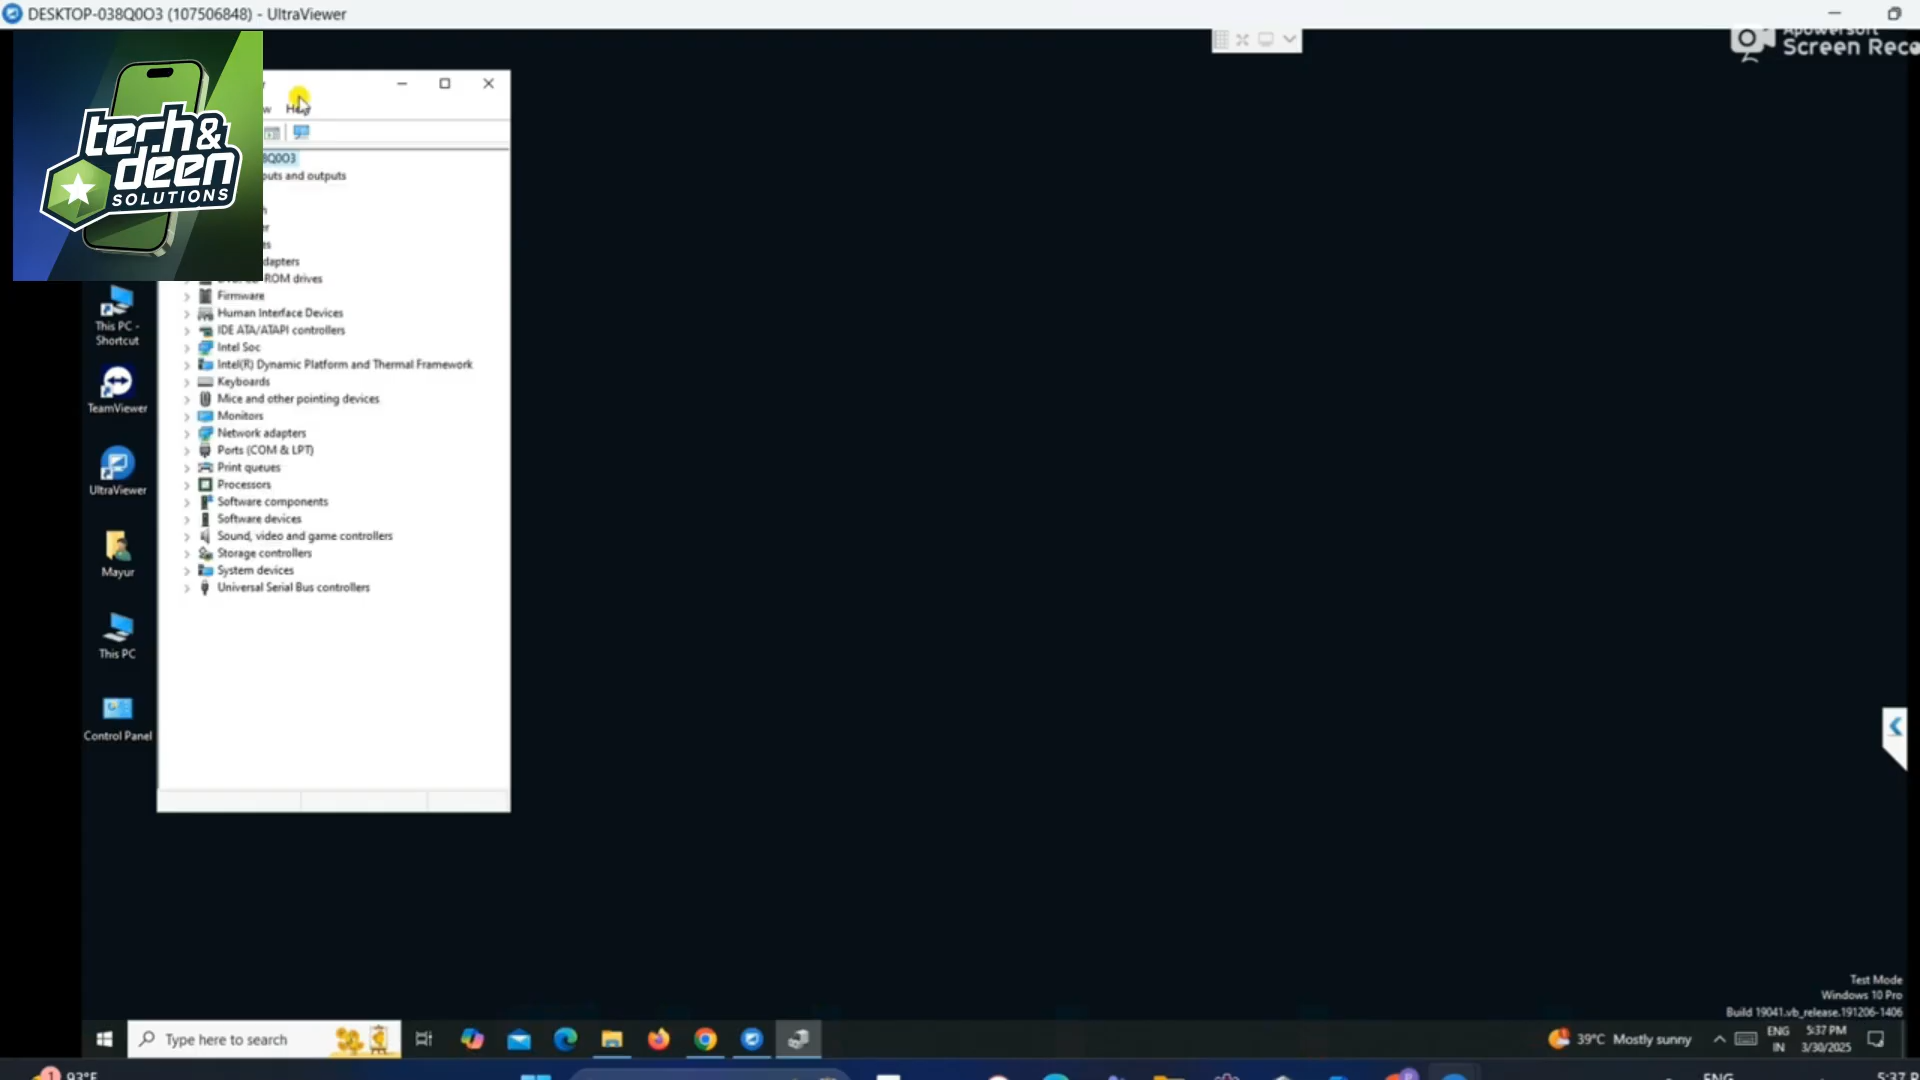 DESKTOP-038Q0O3 (107506848) - UltraViewer
Screen Reco
tech&
deen
SOLUTIONS
Help
8Q0O3
puts and outputs
dapters
-ROM drives
Firmware
Human Interface Devices
IDE ATA/ATAPI controllers
Intel Soc
Intel(R) Dynamic Platform and Thermal Framework
Keyboards
Mice and other pointing devices
Monitors
Network adapters
Ports (COM & LPT)
Print queues
Processors
Software components
Software devices
Sound, video and game controllers
Storage controllers
System devices
Universal Serial Bus controllers
This PC -
Shortcut
TeamViewer
UltraViewer
Mayur
This PC
Control Panel
Test Mode
Windows 10 Pro
Build 19041.vb_release.191206-1406
Type here to search
39°C Mostly sunny
ENG
IN
5:37 PM
3/30/2025
93°F
ENG